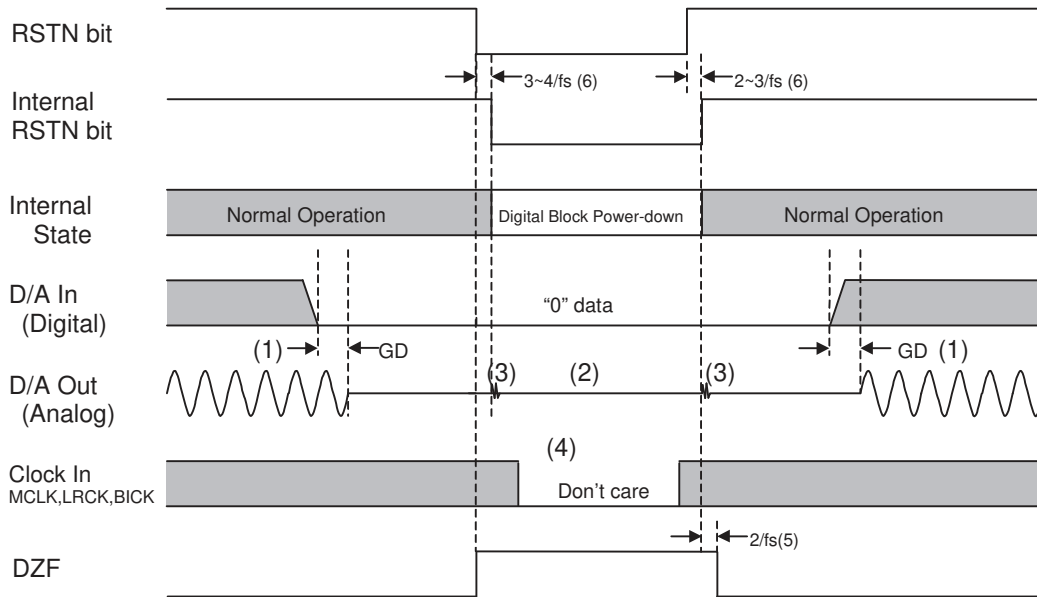 RSTN bit
3~4/fs (6)
2~3/fs (6)
Internal
RSTN bit
Internal
State
Normal Operation
Digital Block Power-down
Normal Operation
D/A In
(Digital)
“0” data
(1)
GD
GD
(1)
D/A Out
(Analog)
(3)
(2)
(3)
(4)
Clock In
MCLK,LRCK,BICK
Don’t care
2/fs(5)
DZF